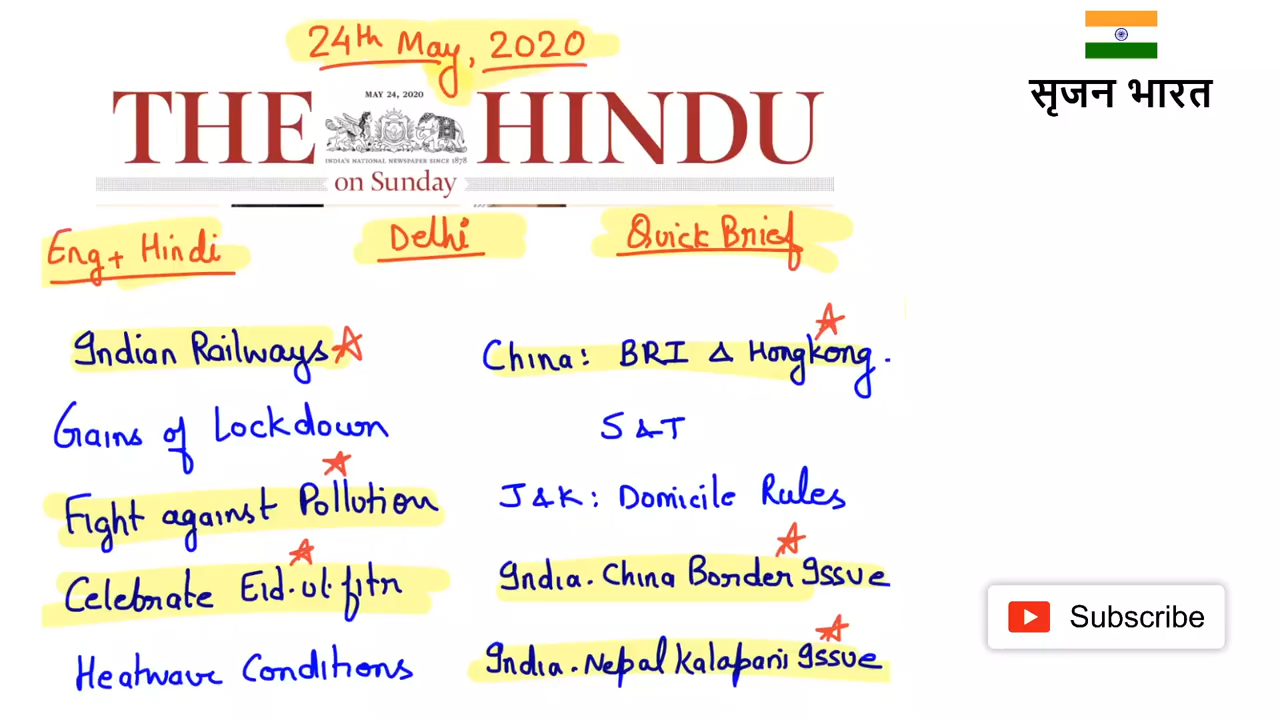 24th May, 2020
सृजन भारत
MAY 24, 2020
THE HINDU
INDIA'S NATIONAL NEWSPAPER SINCE 1878
on Sunday
Eng + Hindi
Delhi
Quick Brief
Indian Railways
Gains of Lockdown
Fight against Pollution
Celebrate Eid.ul.fitr
Heatwave Conditions
China: BRI & Hongkong.
S & T
J & K: Domicile Rules
India.China Border Issue
India.Nepal Kalapani Issue
Subscribe